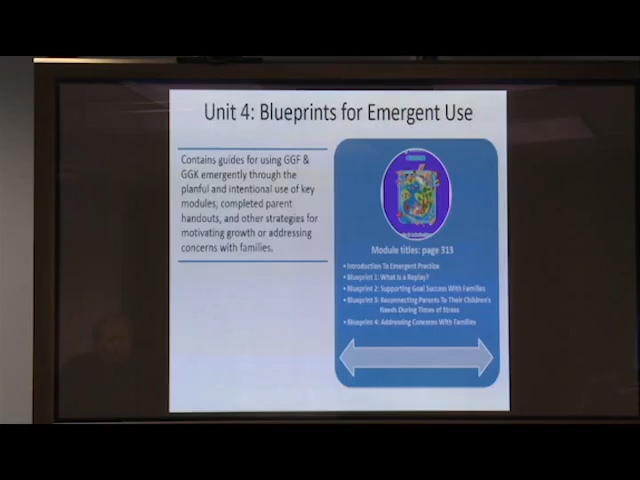 Unit 4: Blueprints for Emergent Use
Contains guides for using GGF &
GGK emergently through the
planful and intentional use of key
modules, completed parent
handouts, and other strategies for
motivating growth or addressing
concerns with families.
Module titles: page 313
• Introduction To Emergent Practice
• Blueprint 1: What Is a Replay?
• Blueprint 2: Supporting Goal Success With Families
• Blueprint 3: Reconnecting Parents To Their Children's
Needs During Times of Stress
• Blueprint 4: Addressing Concerns With Families